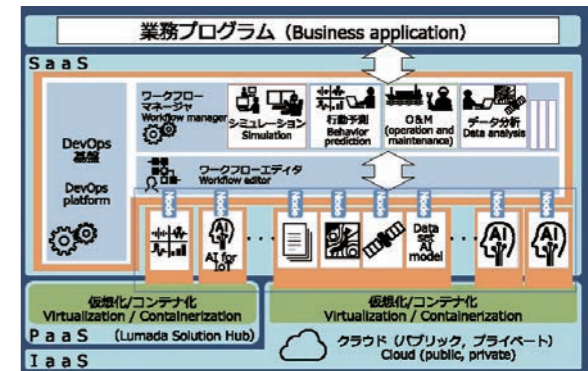 業務プログラム（Business application）
SaaS
ワークフロー
マネージャ
Workflow manager
シミュレーション
Simulation
行動予測
Behavior
prediction
O&M
(operation and
maintenance)
データ分析
Data analysis
DevOps
基盤
DevOps
platform
ワークフローエディタ
Workflow editor
Node
Node
Node
Node
Node
Node
Node
Node
AI
AI for
IoT
...
Data
set
AI
model
...
AI
AI
仮想化/コンテナ化
Virtualization / Containerization
仮想化/コンテナ化
Virtualization / Containerization
PaaS (Lumada Solution Hub)
クラウド（パブリック，プライベート）
Cloud (public, private)
IaaS